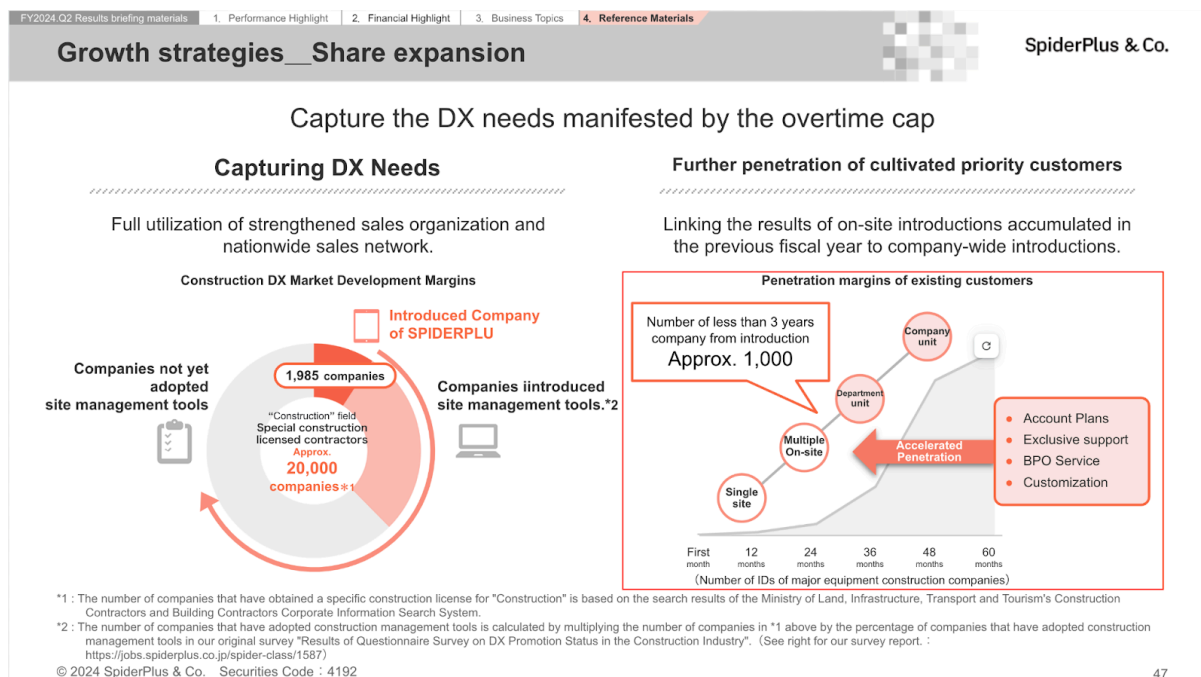 FY2024.Q2 Results briefing materials
1. Performance Highlight
2. Financial Highlight
3. Business Topics
4. Reference Materials
Growth strategies__Share expansion
SpiderPlus & Co.
Capture the DX needs manifested by the overtime cap
Capturing DX Needs
Full utilization of strengthened sales organization and
nationwide sales network.
Construction DX Market Development Margins
Introduced Company
of SPIDERPLU
1,985 companies
Companies not yet
adopted
site management tools
Companies iintroduced
site management tools.*2
“Construction” field
Special construction
licensed contractors
Approx.
20,000
companies＊1
Further penetration of cultivated priority customers
Linking the results of on-site introductions accumulated in
the previous fiscal year to company-wide introductions.
Penetration margins of existing customers
Number of less than 3 years
company from introduction
Approx. 1,000
Company
unit
Department
unit
Multiple
On-site
Single
site
Accelerated
Penetration
● Account Plans
● Exclusive support
● BPO Service
● Customization
First
month
12
months
24
months
36
months
48
months
60
months
（Number of IDs of major equipment construction companies）
*1 : The number of companies that have obtained a specific construction license for "Construction" is based on the search results of the Ministry of Land, Infrastructure, Transport and Tourism's Construction
Contractors and Building Contractors Corporate Information Search System.
*2 : The number of companies that have adopted construction management tools is calculated by multiplying the number of companies in *1 above by the percentage of companies that have adopted construction
management tools in our original survey "Results of Questionnaire Survey on DX Promotion Status in the Construction Industry".（See right for our survey report.：
https://jobs.spiderplus.co.jp/spider-class/1587）
© 2024 SpiderPlus & Co. Securities Code：4192
47